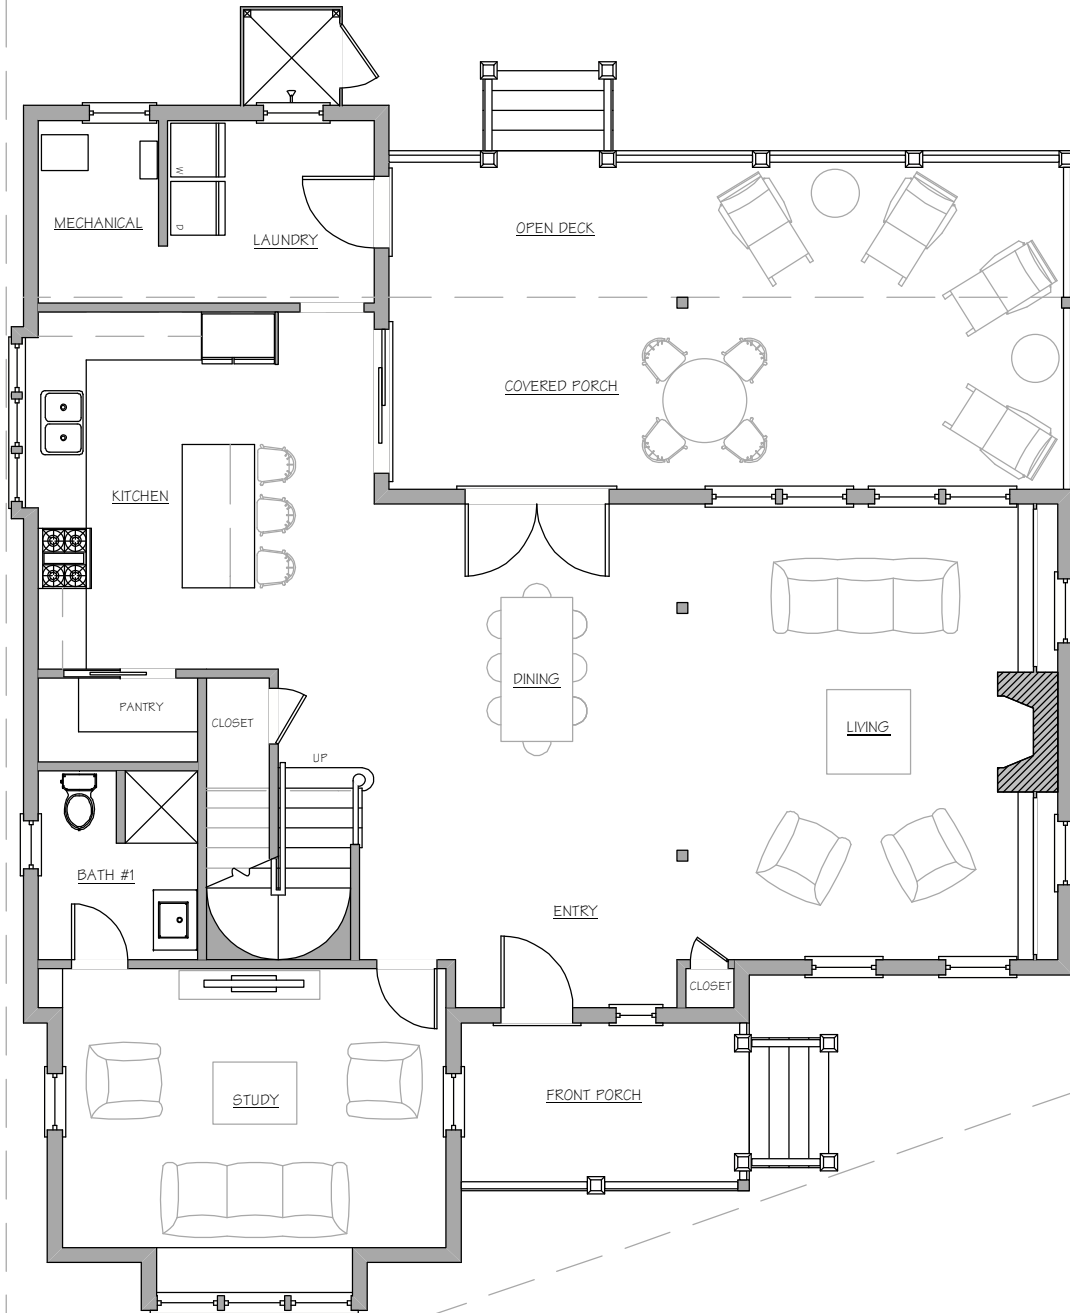 W
MECHANICAL
D
LAUNDRY
OPEN DECK
COVERED PORCH
KITCHEN
DINING
PANTRY
CLOSET
LIVING
UP
BATH #1
ENTRY
CLOSET
STUDY
FRONT PORCH